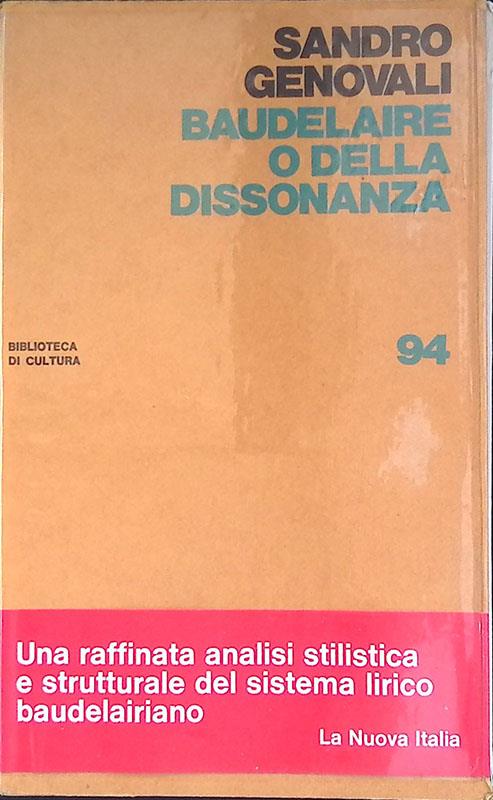 SANDRO
GENOVALI
BAUDELAIRE
O DELLA
DISSONANZA
BIBLIOTECA
DI CULTURA
94
Una raffinata analisi stilistica
e strutturale del sistema lirico
baudelairiano
La Nuova Italia